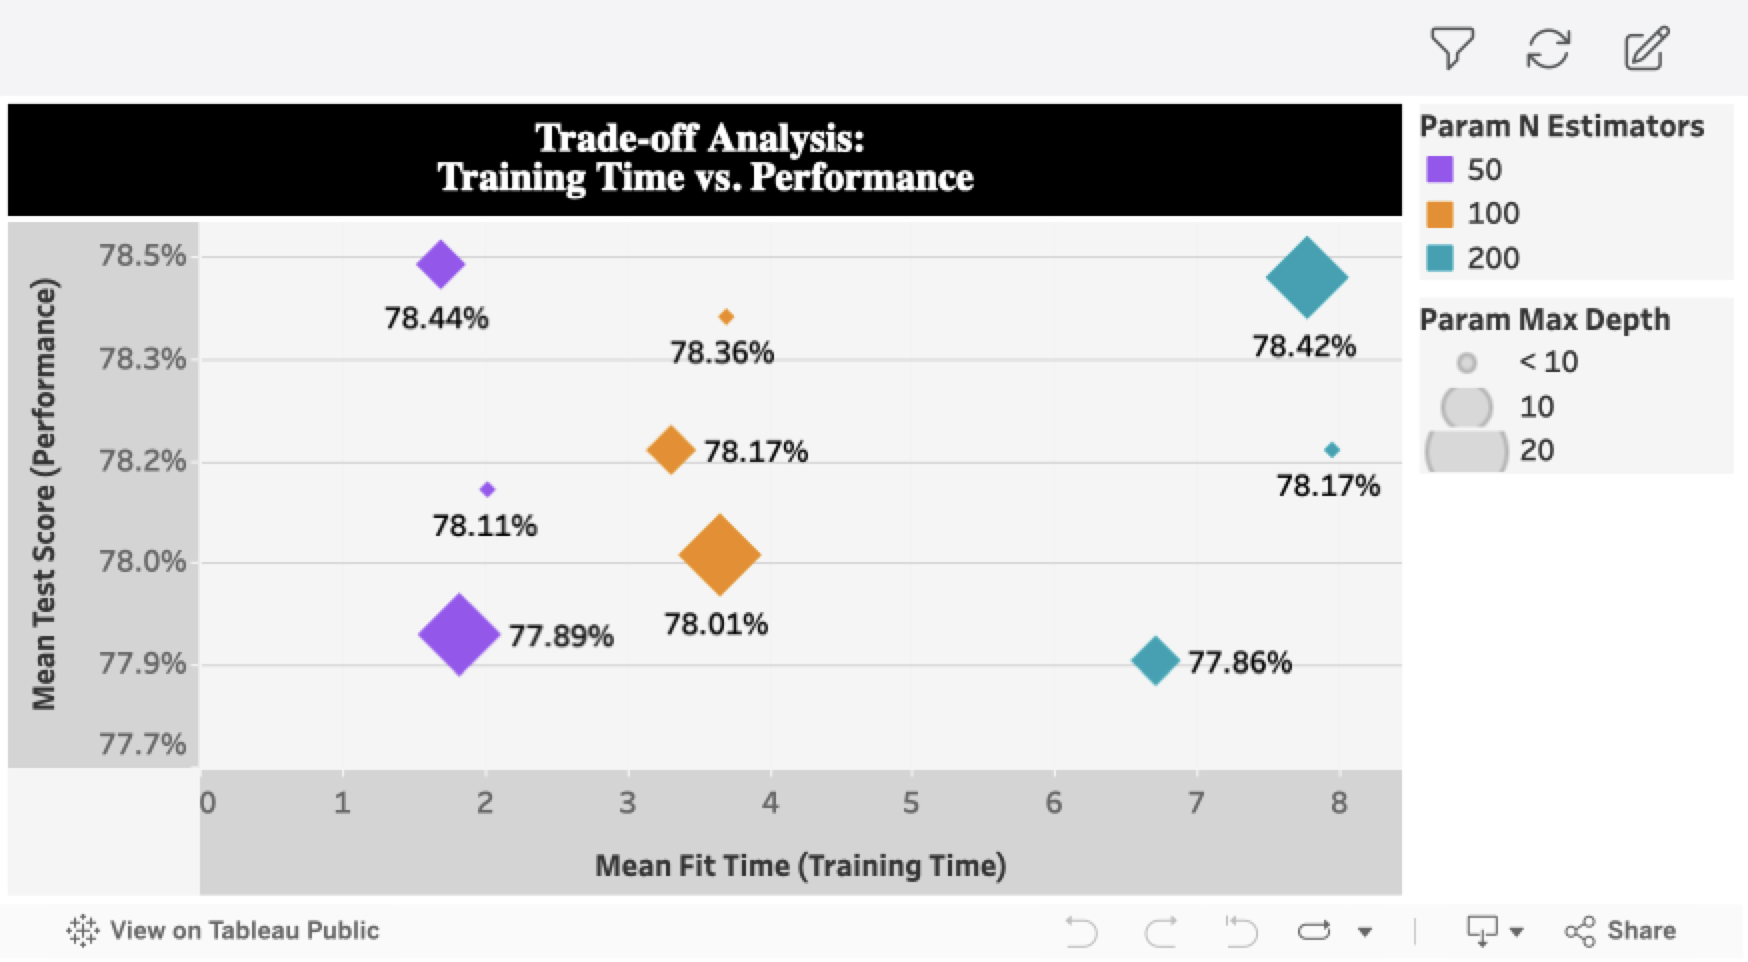 Trade-off Analysis:
Training Time vs. Performance
Param N Estimators
50
100
200
Param Max Depth
< 10
10
20
Mean Test Score (Performance)
78.5%
78.3%
78.2%
78.0%
77.9%
77.7%
78.44%
78.36%
78.42%
78.17%
78.17%
78.11%
78.01%
77.89%
77.86%
0 1 2 3 4 5 6 7 8
Mean Fit Time (Training Time)
View on Tableau Public
Share